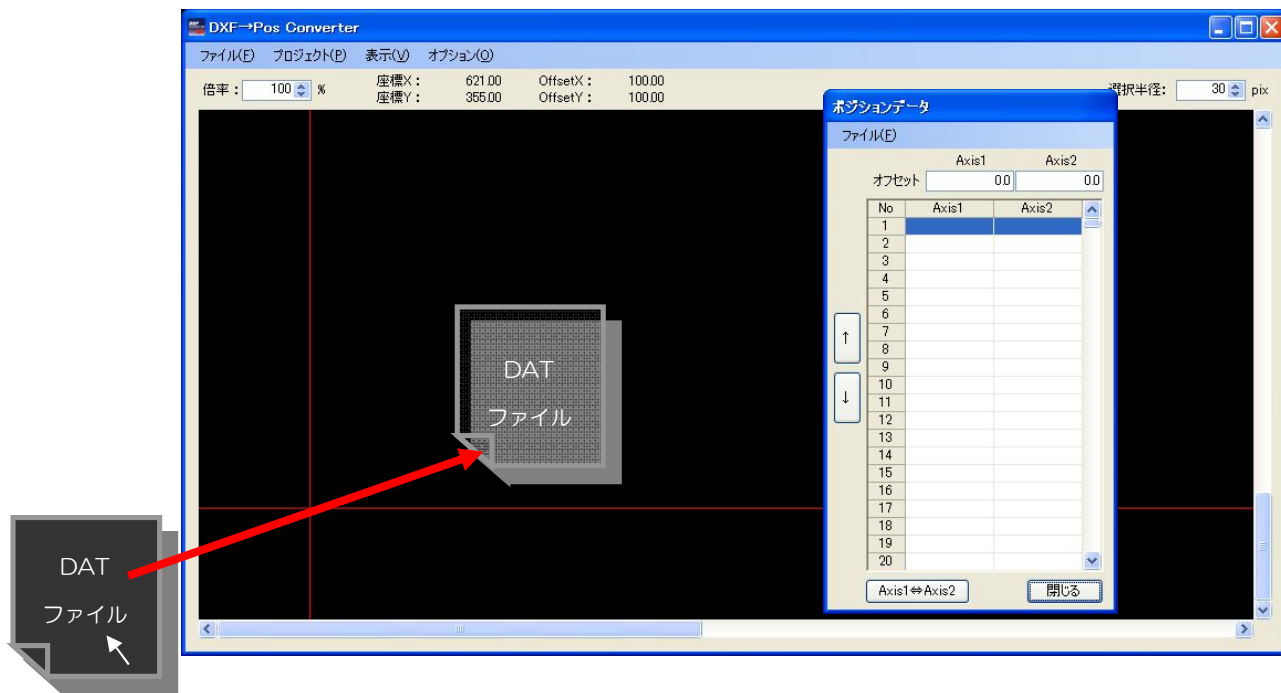 DXF→Pos Converter
ファイル(F) プロジェクト(P) 表示(V) オプション(O)
倍率： 100 % 座標X： 621.00 OffsetX： 100.00 選択半径： 30 pix
座標Y： 355.00 OffsetY： 100.00
ポジションデータ
ファイル(F)
Axis1 Axis2
オフセット 0.0 0.0
No Axis1 Axis2
1
2
3
4
5
6
7
8
9
10
11
12
13
14
15
16
17
18
19
20
↑
↓
Axis1⇔Axis2 閉じる
DAT
ファイル
DAT
ファイル